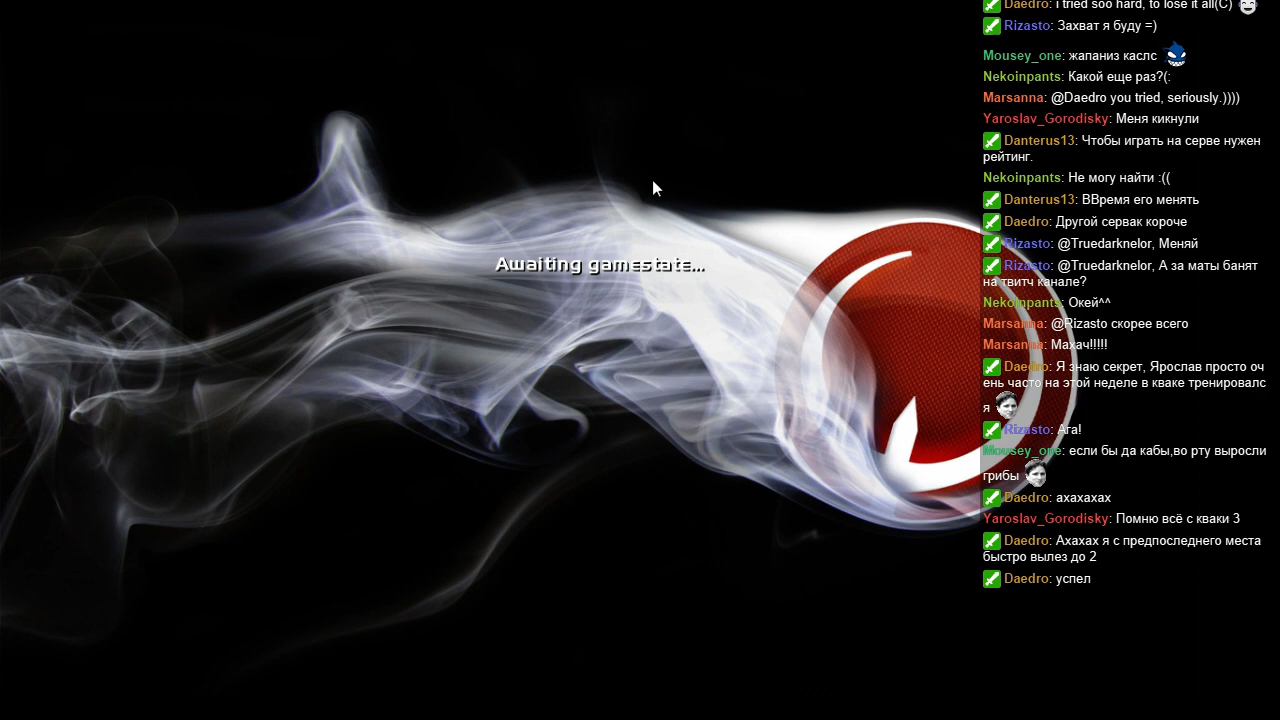 Daedro: i tried soo hard, to lose it all(C)
Rizasto: Захват я буду =)
Mousey_one: жапаниз каслс
Nekoinpants: Какой еще раз?(:
Marsanna: @Daedro you tried, seriously.))))
Yaroslav_Gorodisky: Меня кикнули
Danterus13: Чтобы играть на серве нужен
рейтинг.
Nekoinpants: Не могу найти :((
Danterus13: ВВремя его менять
Daedro: Другой сервак короче
Rizasto: @Truedarknelor, Меняй
Awaiting gamestate...
Rizasto: @Truedarknelor, А за маты банят
на твитч канале?
Nekoinpants: Окей^^
Marsanna: @Rizasto скорее всего
Marsanna: Махач!!!!!
Daedro: Я знаю секрет, Ярослав просто оч
ень часто на этой неделе в кваке тренировалс
я
Rizasto: Ага!
Mousey_one: если бы да кабы,во рту выросли
грибы
Daedro: ахахахах
Yaroslav_Gorodisky: Помню всё с кваки 3
Daedro: Ахахах я с предпоследнего места
быстро вылез до 2
Daedro: успел